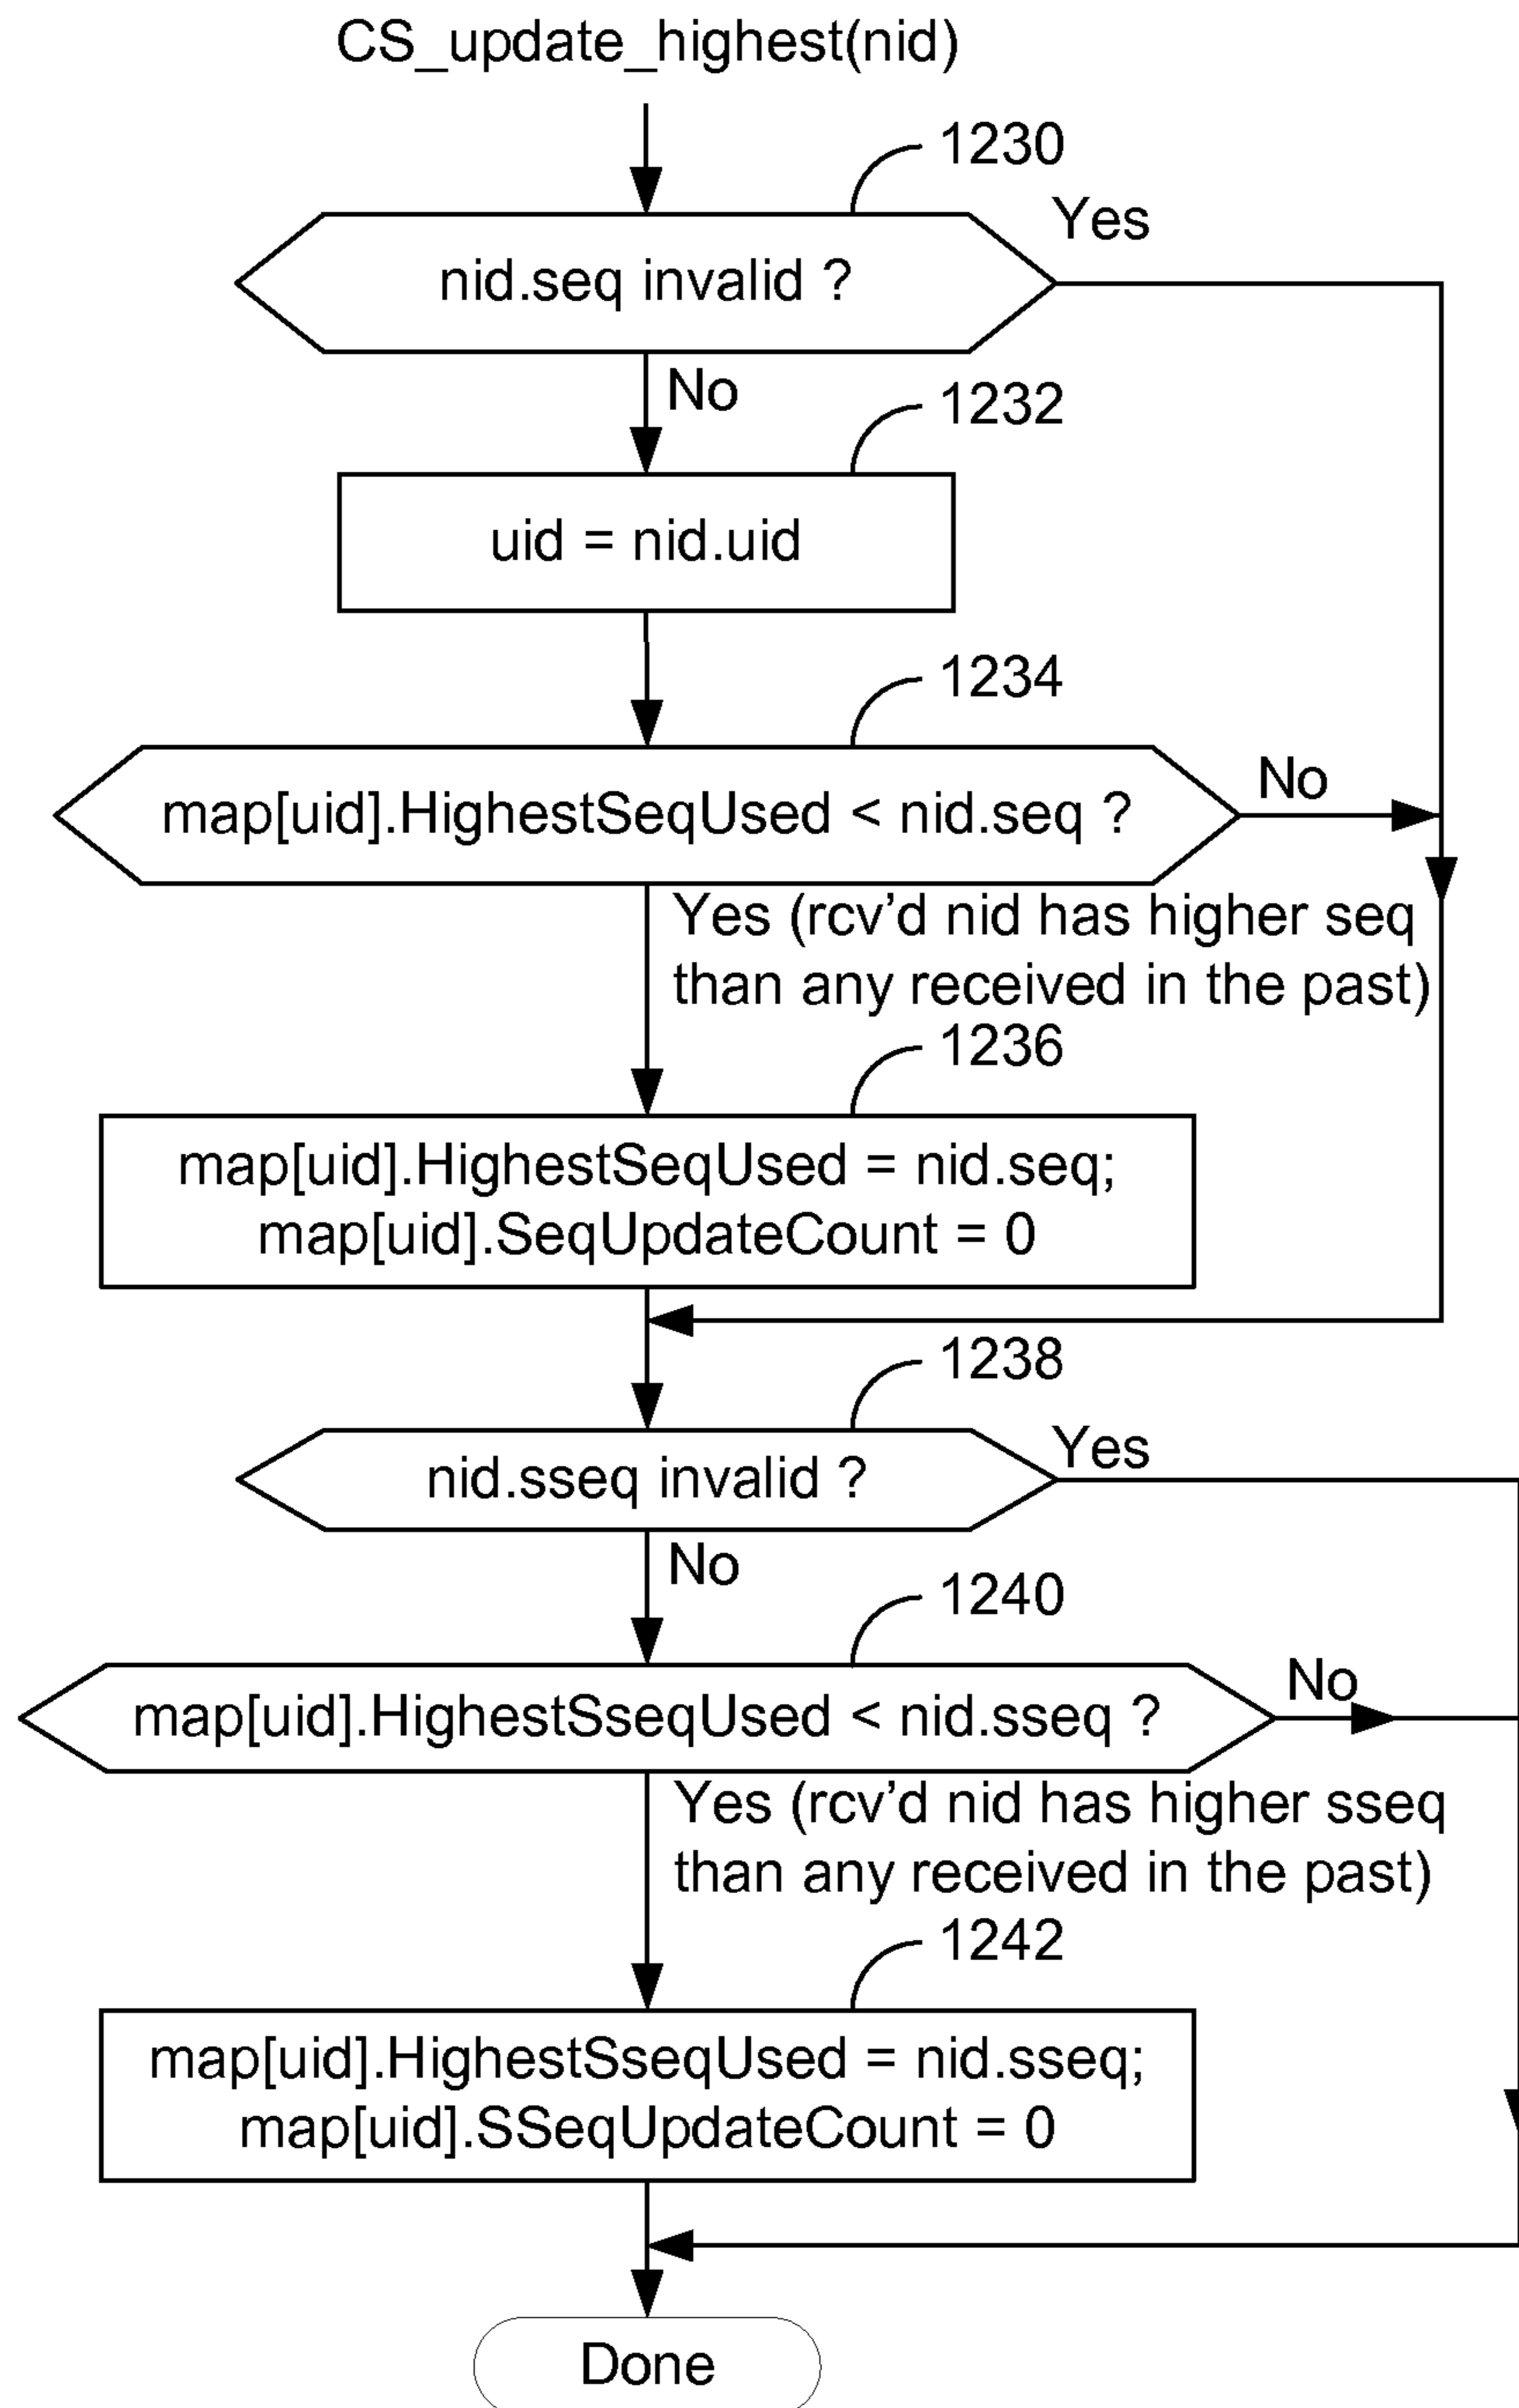 CS_update_highest(nid)
1230
Yes
nid.seq invalid ?
No
1232
uid = nid.uid
1234
No
map[uid].HighestSeqUsed < nid.seq ?
Yes (rcv'd nid has higher seq
than any received in the past)
1236
map[uid].HighestSeqUsed = nid.seq;
map[uid].SeqUpdateCount = 0
1238
Yes
nid.sseq invalid ?
No
1240
No
map[uid].HighestSseqUsed < nid.sseq ?
Yes (rcv'd nid has higher sseq
than any received in the past)
1242
map[uid].HighestSseqUsed = nid.sseq;
map[uid].SSeqUpdateCount = 0
Done